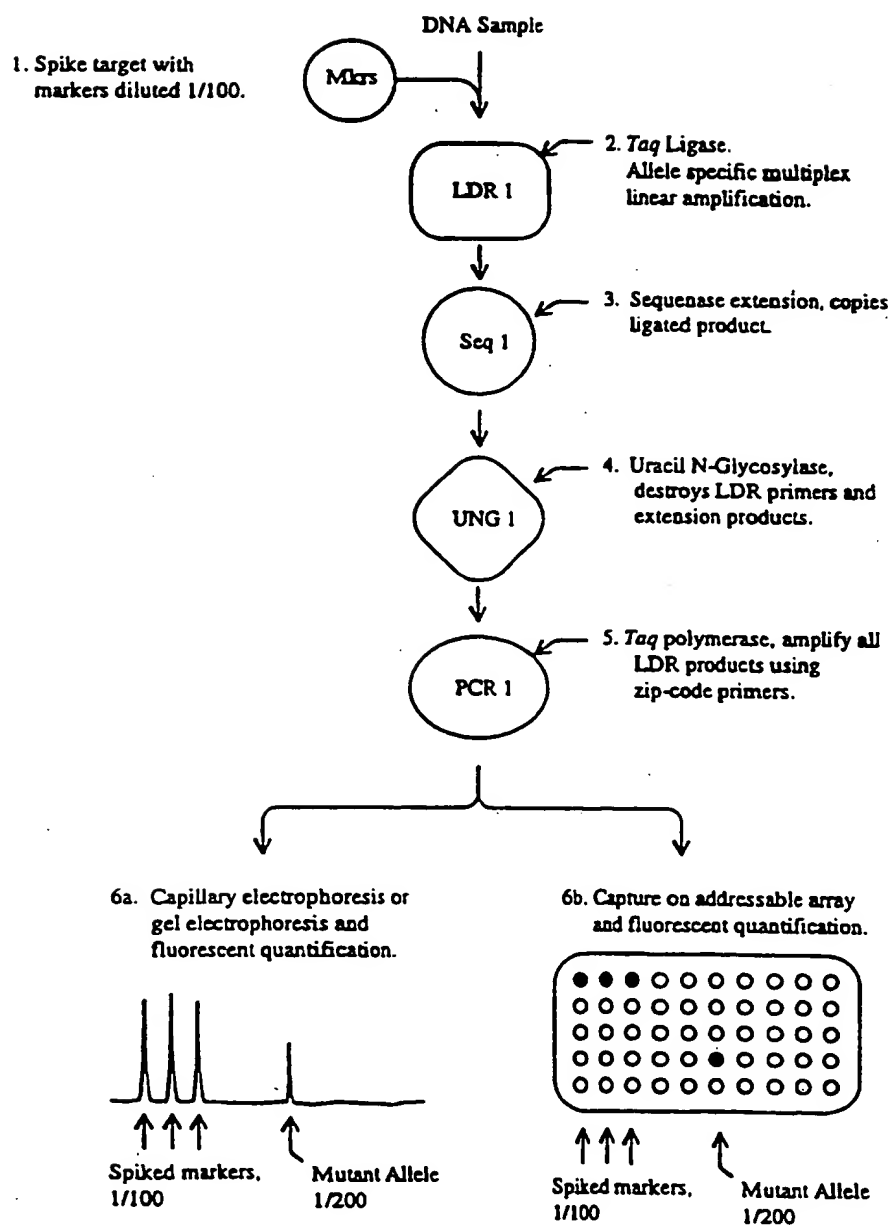 DNA Sample
1. Spike target with
markers diluted 1/100.
Mkrs
2. Taq Ligase.
Allele specific multiplex
linear amplification.
LDR 1
3. Sequenase extension, copies
ligated product.
Seq 1
4. Uracil N-Glycosylase,
destroys LDR primers and
extension products.
UNG 1
5. Taq polymerase, amplify all
LDR products using
zip-code primers.
PCR 1
6a. Capillary electrophoresis or
gel electrophoresis and
fluorescent quantification.
Spiked markers,
1/100
Mutant Allele
1/200
6b. Capture on addressable array
and fluorescent quantification.
Spiked markers,
1/100
Mutant Allele
1/200